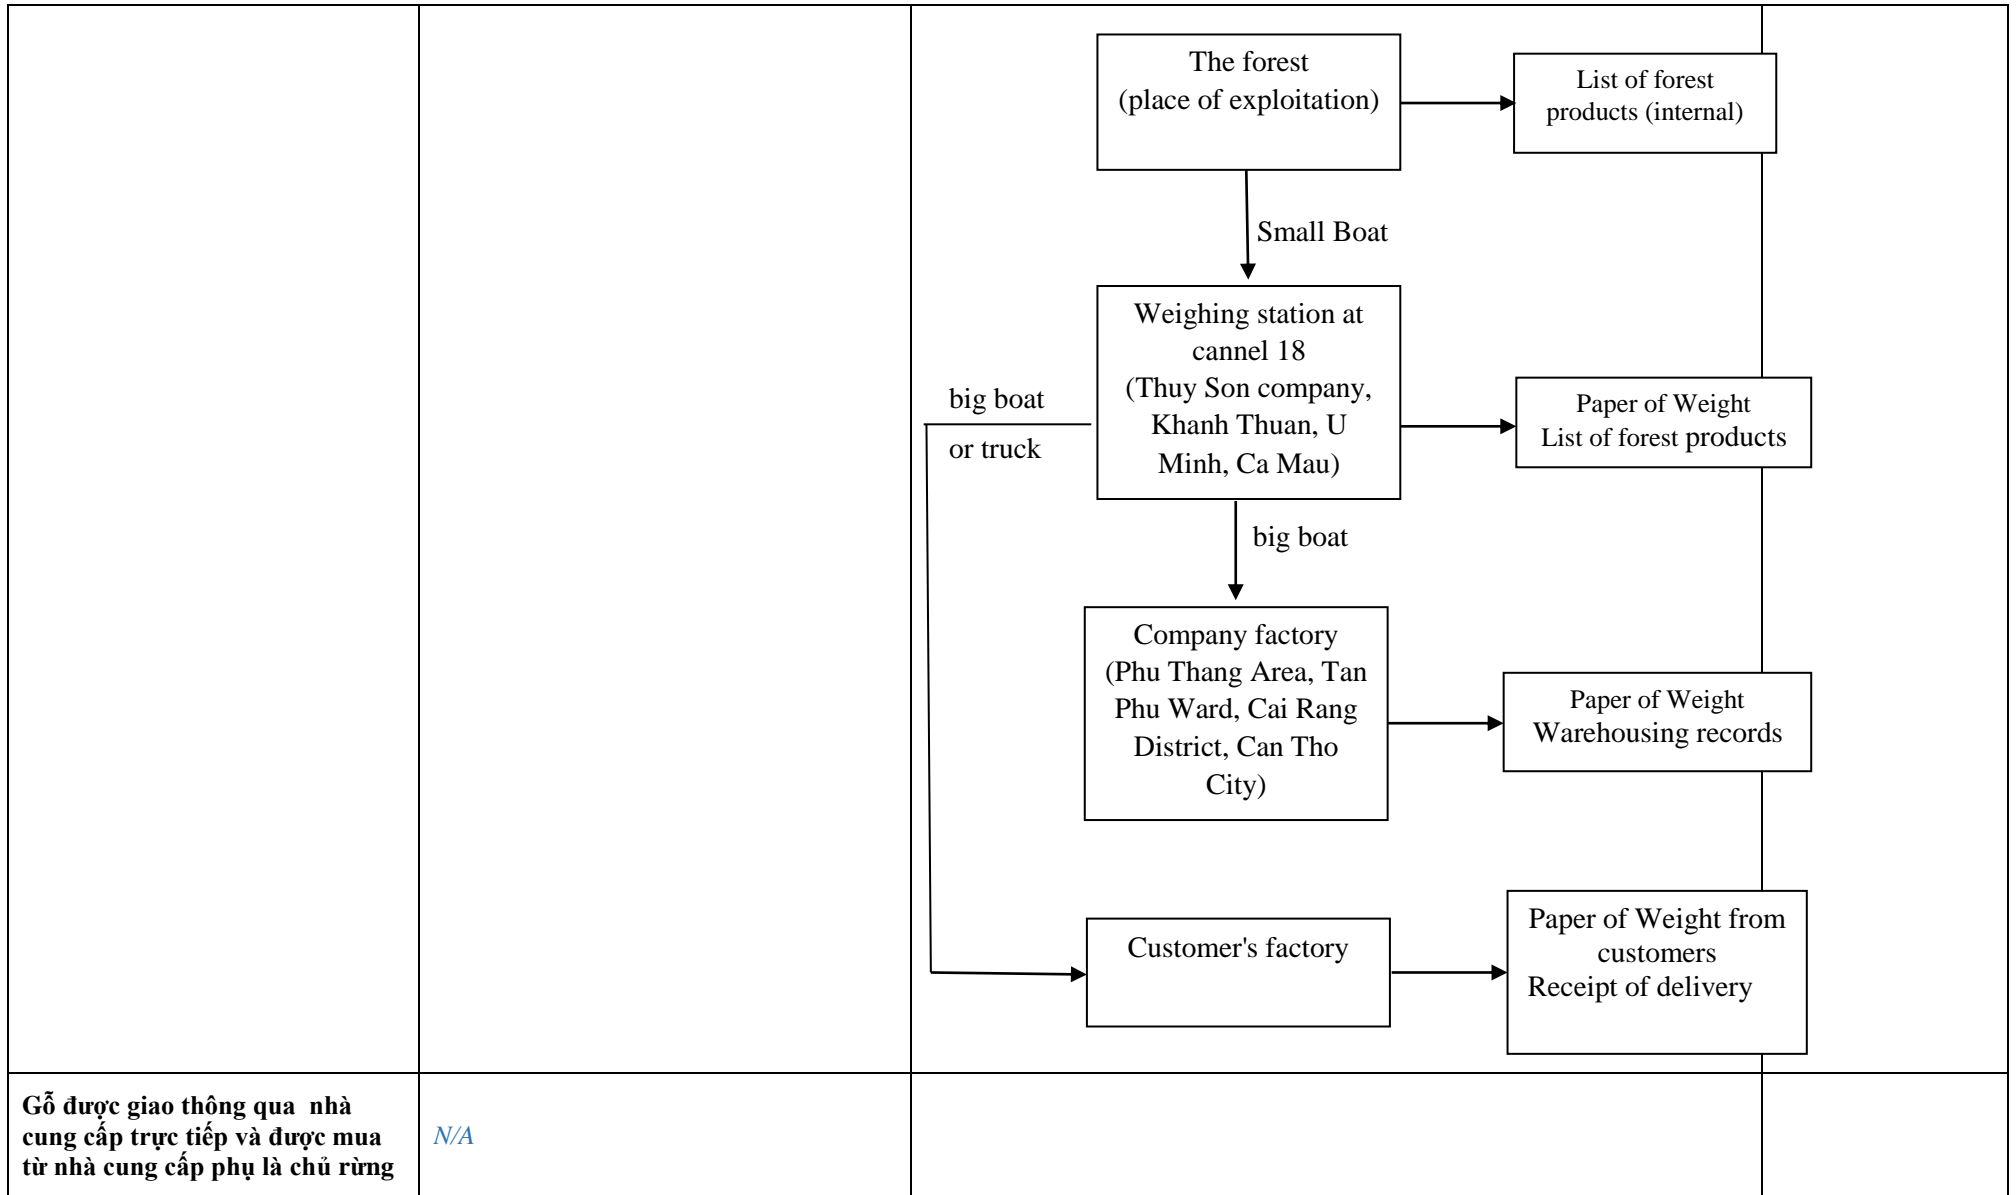 The forest
(place of exploitation)
List of forest
products (internal)
Small Boat
Weighing station at
cannel 18
(Thuy Son company,
Khanh Thuan, U
Minh, Ca Mau)
big boat
or truck
Paper of Weight
List of forest products
big boat
Company factory
(Phu Thang Area, Tan
Phu Ward, Cai Rang
District, Can Tho
City)
Paper of Weight
Warehousing records
Customer's factory
Paper of Weight from
customers
Receipt of delivery
Gỗ được giao thông qua nhà
cung cấp trực tiếp và được mua
từ nhà cung cấp phụ là chủ rừng
N/A